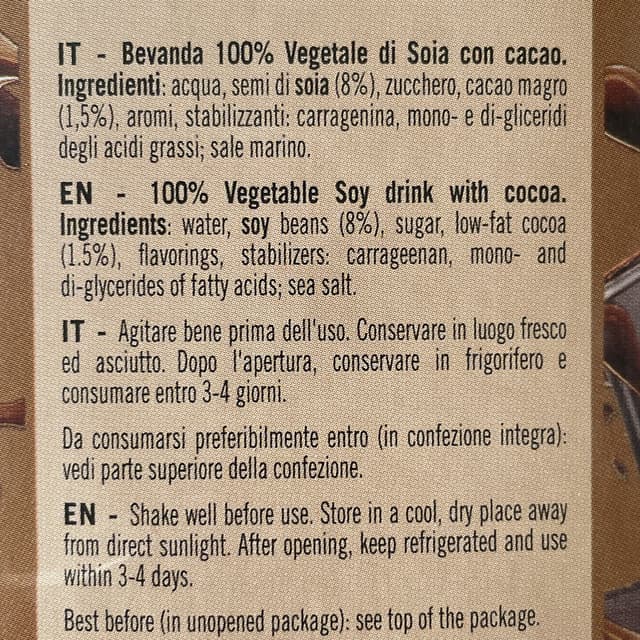 IT - Bevanda 100% Vegetale di Soia con cacao.
Ingredienti: acqua, semi di soia (8%), zucchero, cacao magro
(1,5%), aromi, stabilizzanti: carragenina, mono- e di-gliceridi
degli acidi grassi; sale marino.
EN - 100% Vegetable Soy drink with cocoa.
Ingredients: water, soy beans (8%), sugar, low-fat cocoa
(1.5%), flavorings, stabilizers: carrageenan, mono- and
di-glycerides of fatty acids; sea salt.
IT - Agitare bene prima dell'uso. Conservare in luogo fresco
ed asciutto. Dopo l'apertura, conservare in frigorifero e
consumare entro 3-4 giorni.
Da consumarsi preferibilmente entro (in confezione integra):
vedi parte superiore della confezione.
EN - Shake well before use. Store in a cool, dry place away
from direct sunlight. After opening, keep refrigerated and use
within 3-4 days.
Best before (in unopened package): see top of the package.